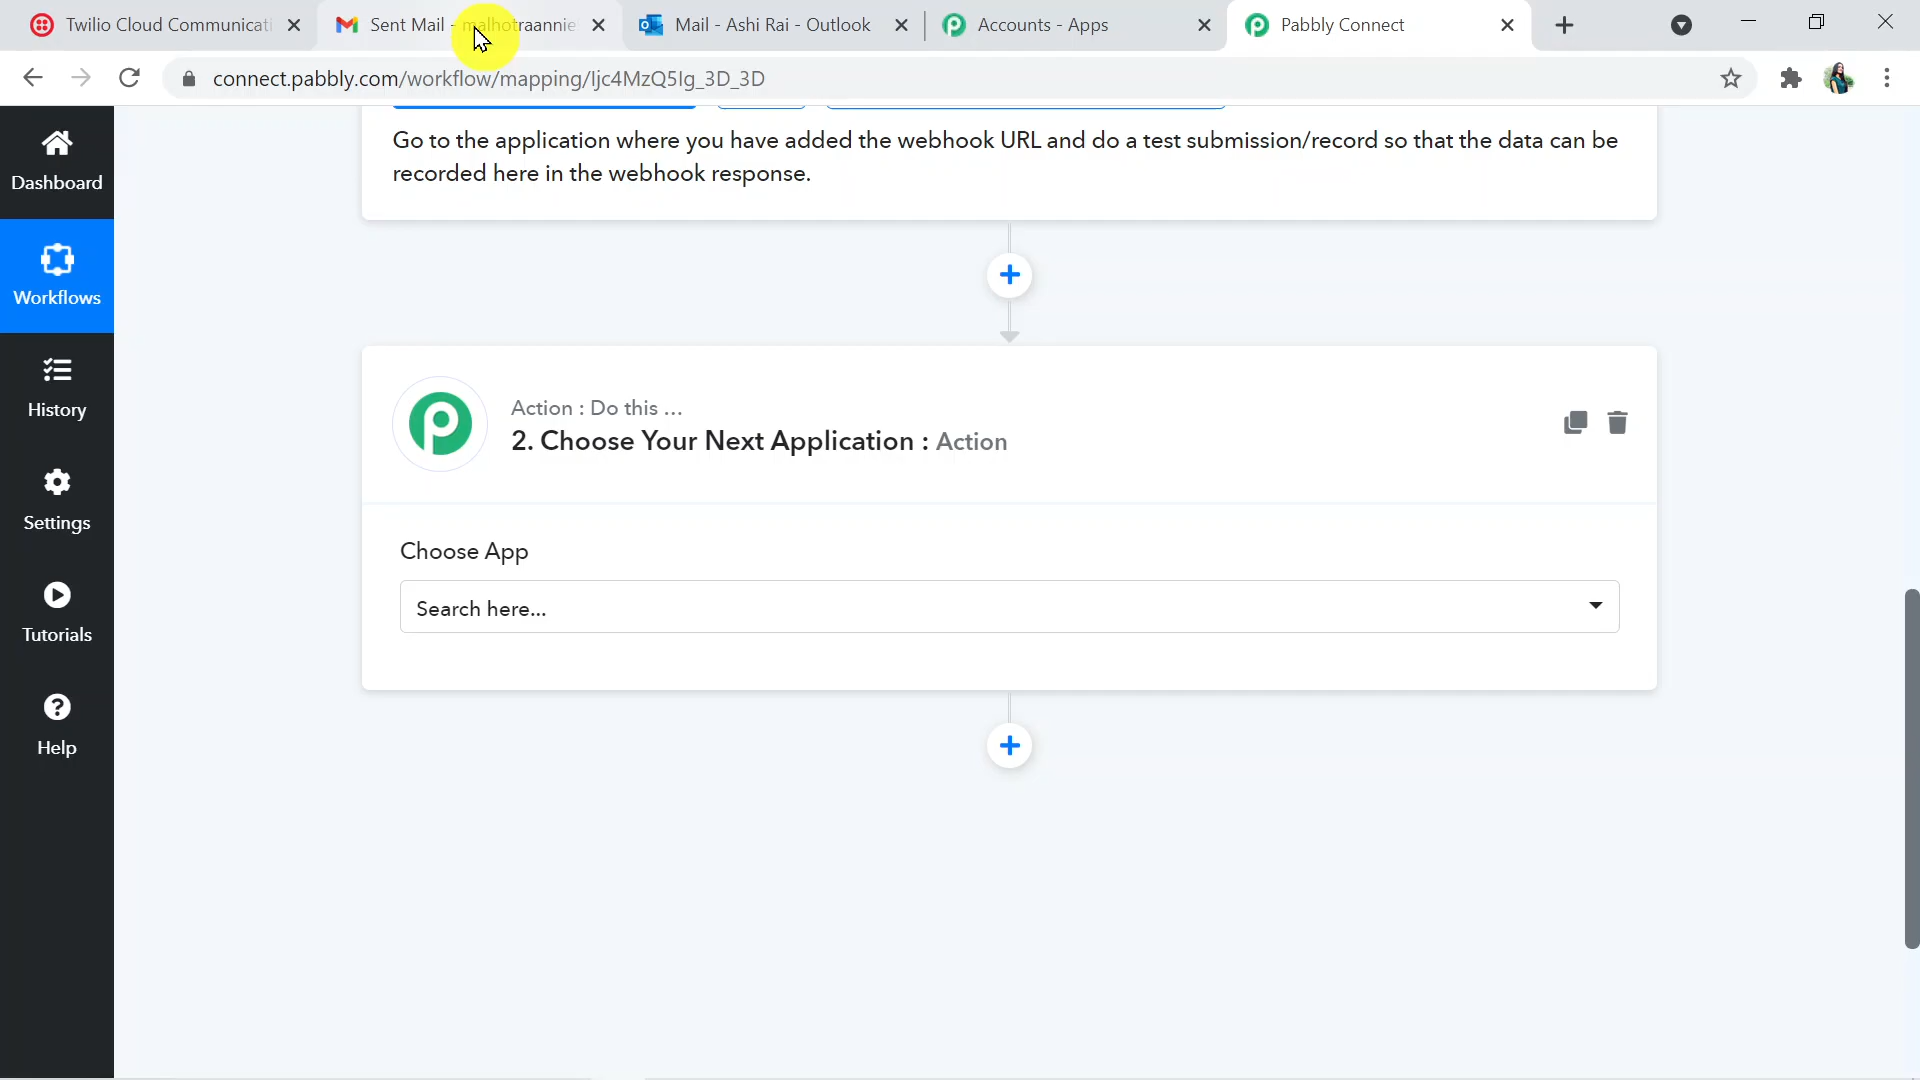 Twilio Cloud Communicati
Sent Mail - malhotraannie
Mail - Ashi Rai - Outlook
Accounts - Apps
Pabbly Connect
connect.pabbly.com/workflow/mapping/Ijc4MzQ5Ig_3D_3D
Go to the application where you have added the webhook URL and do a test submission/record so that the data can be
recorded here in the webhook response.
Dashboard
Workflows
History
Settings
Tutorials
Help
Action : Do this ...
2. Choose Your Next Application : Action
Choose App
Search here...